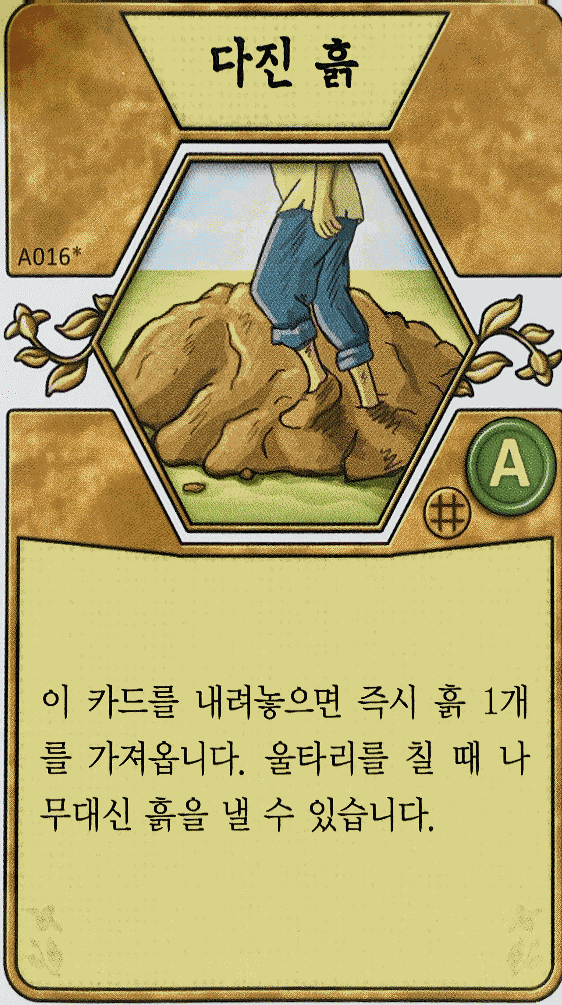 다진 흙
A016*
A
이 카드를 내려놓으면 즉시 흙 1개
를 가져옵니다. 울타리를 칠 때 나
무대신 흙을 낼 수 있습니다.